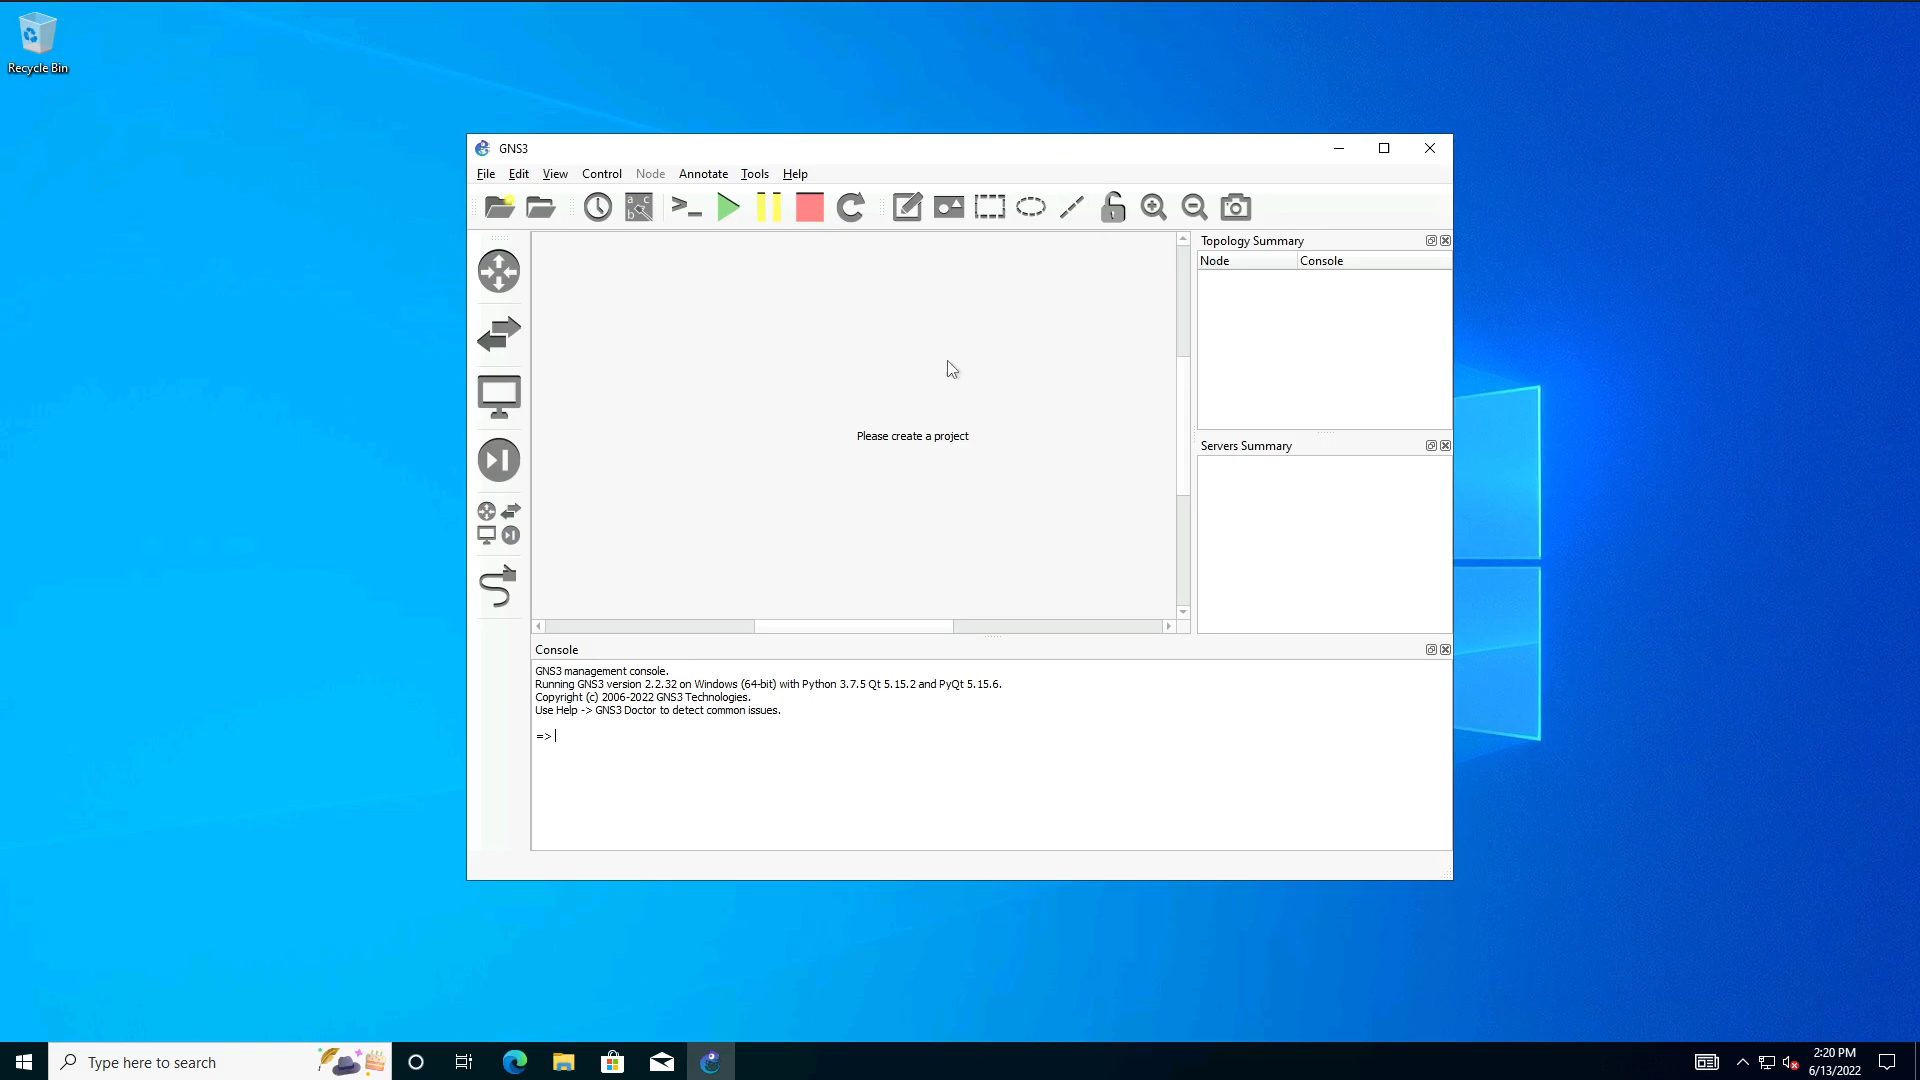 Recycle Bin
GNS3
File Edit View Control Node Annotate Tools Help
Topology Summary
Node Console
Please create a project
Servers Summary
Console
GNS3 management console.
Running GNS3 version 2.2.32 on Windows (64-bit) with Python 3.7.5 Qt 5.15.2 and PyQt 5.15.6.
Copyright (c) 2006-2022 GNS3 Technologies.
Use Help -> GNS3 Doctor to detect common issues.
=>
Type here to search
2:20 PM
6/13/2022